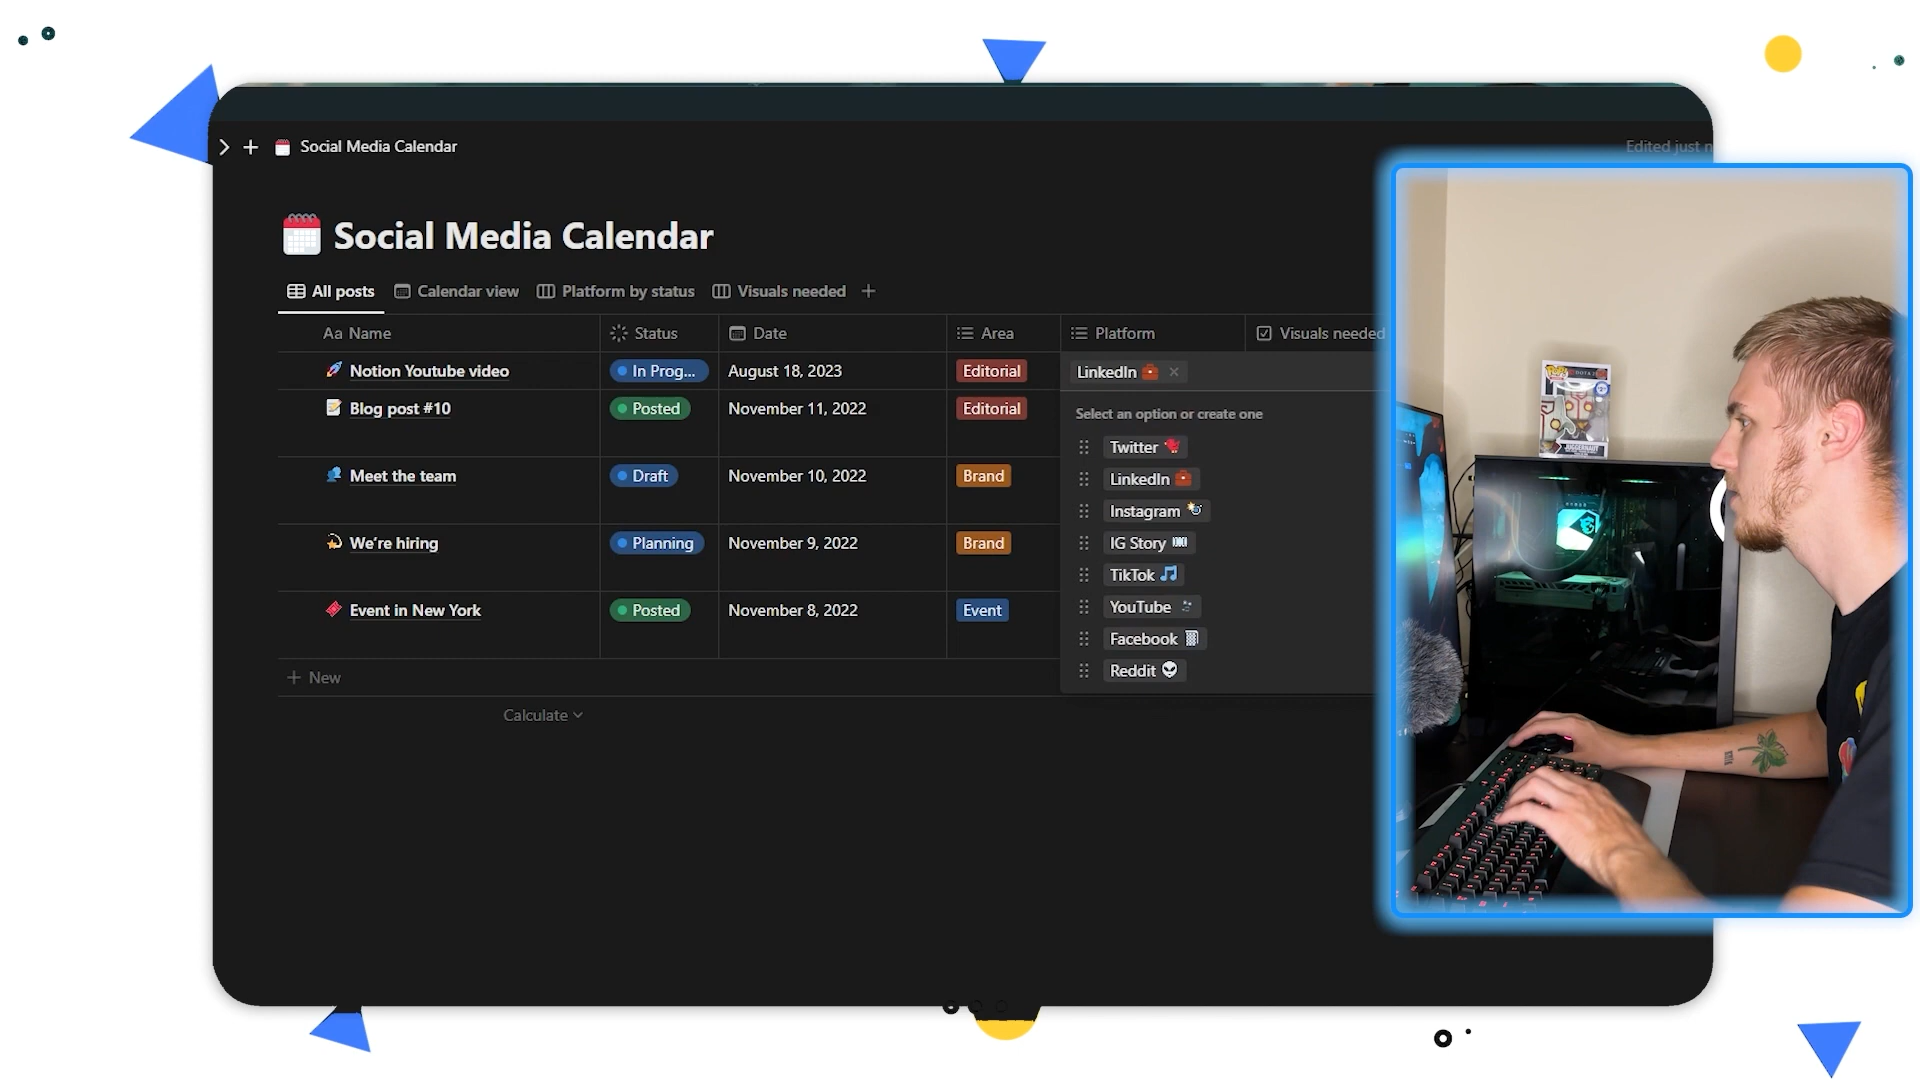 Social Media Calendar
Edited just n
Social Media Calendar
All posts Calendar view Platform by status Visuals needed
Aa Name Status Date Area Platform Visuals needed
Notion Youtube video In Prog... August 18, 2023 Editorial LinkedIn
Blog post #10 Posted November 11, 2022 Editorial
Select an option or create one
Twitter
Meet the team Draft November 10, 2022 Brand LinkedIn
Instagram
We're hiring Planning November 9, 2022 Brand IG Story
TikTok
Event in New York Posted November 8, 2022 Event YouTube
Facebook
New Reddit
Calculate